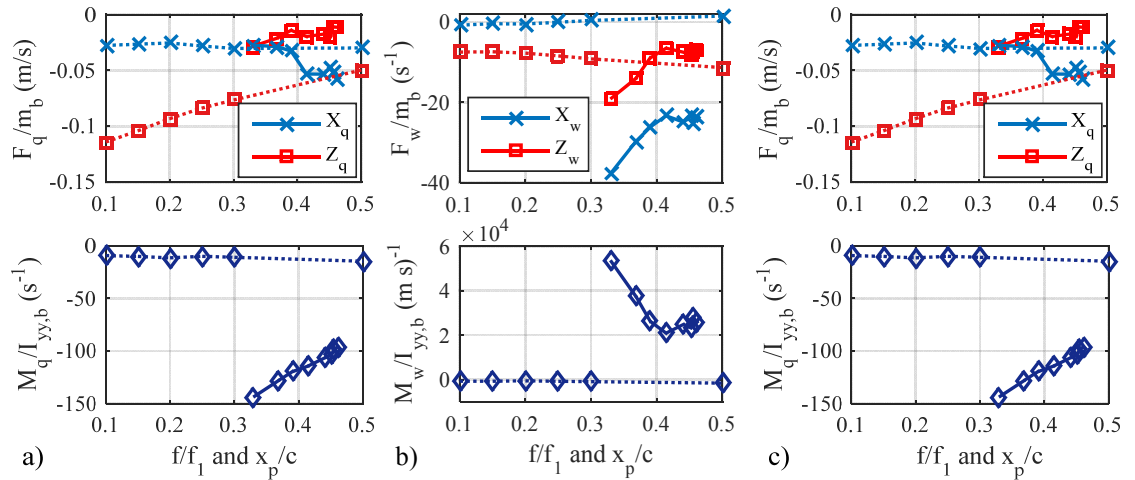 0
-0.05
-0.1
-0.15
F_q/m_b (m/s)
X_q
Z_q
0.1 0.2 0.3 0.4 0.5
0
-50
-100
-150
M_q/I_yy,b (s^-1)
0.1 0.2 0.3 0.4 0.5
a) f/f_1 and x_p/c
0
-20
-40
F_w/m_b (s^-1)
X_w
Z_w
0.1 0.2 0.3 0.4 0.5
×10^4
6
4
2
0
M_w/I_yy,b (m s)^-1
0.1 0.2 0.3 0.4 0.5
b) f/f_1 and x_p/c
0
-0.05
-0.1
-0.15
F_q/m_b (m/s)
X_q
Z_q
0.1 0.2 0.3 0.4 0.5
0
-50
-100
-150
M_q/I_yy,b (s^-1)
0.1 0.2 0.3 0.4 0.5
c) f/f_1 and x_p/c